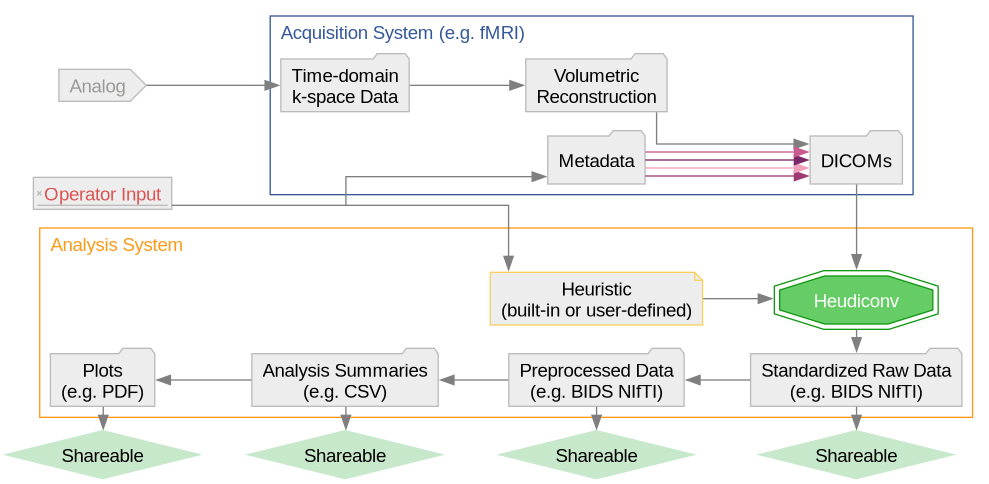 Acquisition System (e.g. fMRI)
Analog
Time-domain
k-space Data
Volumetric
Reconstruction
Metadata
DICOMs
Operator Input
Analysis System
Heuristic
(built-in or user-defined)
Heudiconv
Plots
(e.g. PDF)
Analysis Summaries
(e.g. CSV)
Preprocessed Data
(e.g. BIDS NIfTI)
Standardized Raw Data
(e.g. BIDS NIfTI)
Shareable
Shareable
Shareable
Shareable